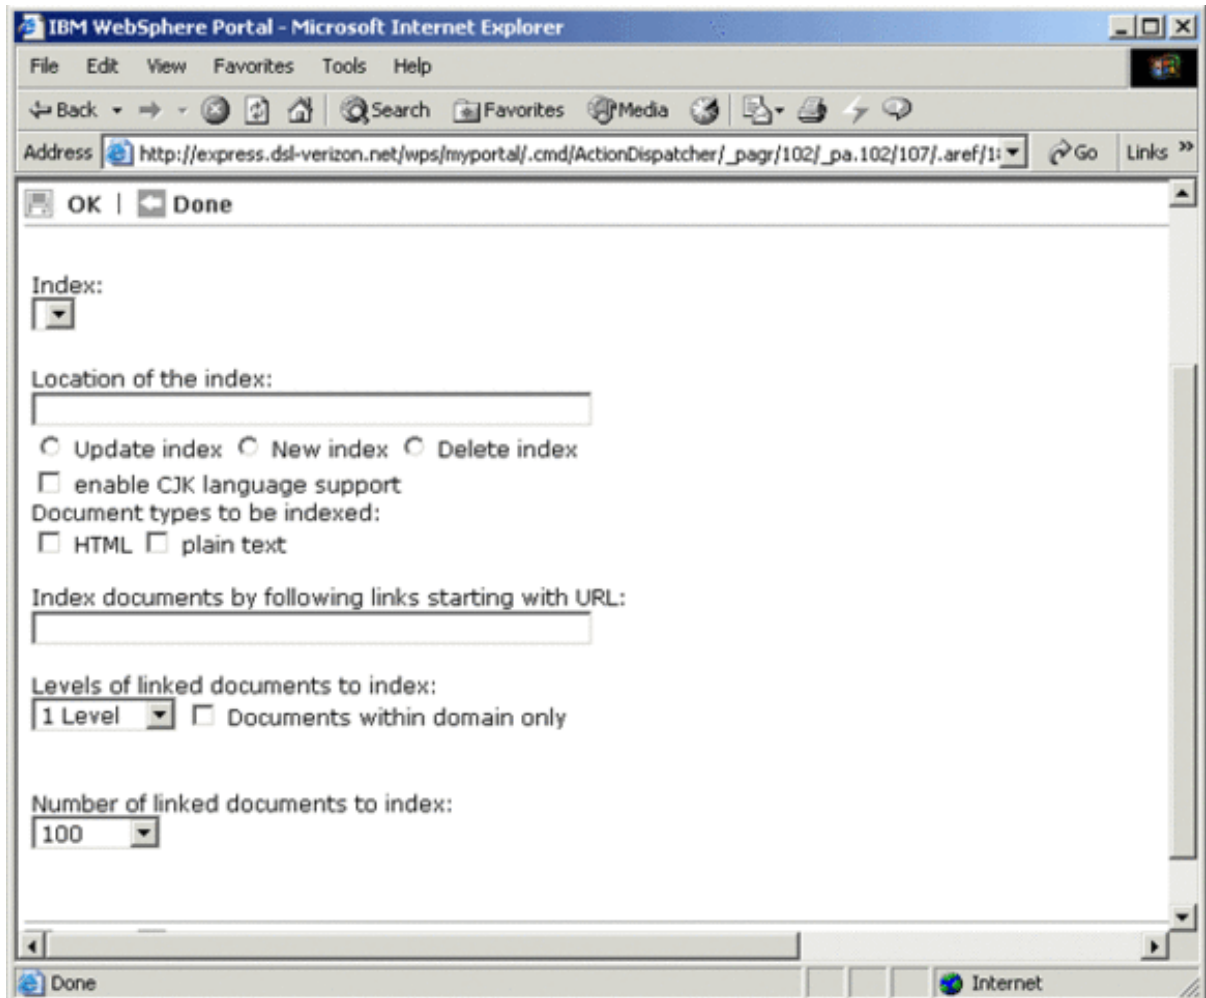 IBM WebSphere Portal - Microsoft Internet Explorer
File Edit View Favorites Tools Help
Back Search Favorites Media
Address http://express.dsl-verizon.net/wps/myportal/.cmd/ActionDispatcher/_pagr/102/_pa.102/107/.aref/1 Go Links »
OK | Done
Index:
Location of the index:
Update index New index Delete index
enable CJK language support
Document types to be indexed:
HTML plain text
Index documents by following links starting with URL:
Levels of linked documents to index:
1 Level Documents within domain only
Number of linked documents to index:
100
Done Internet